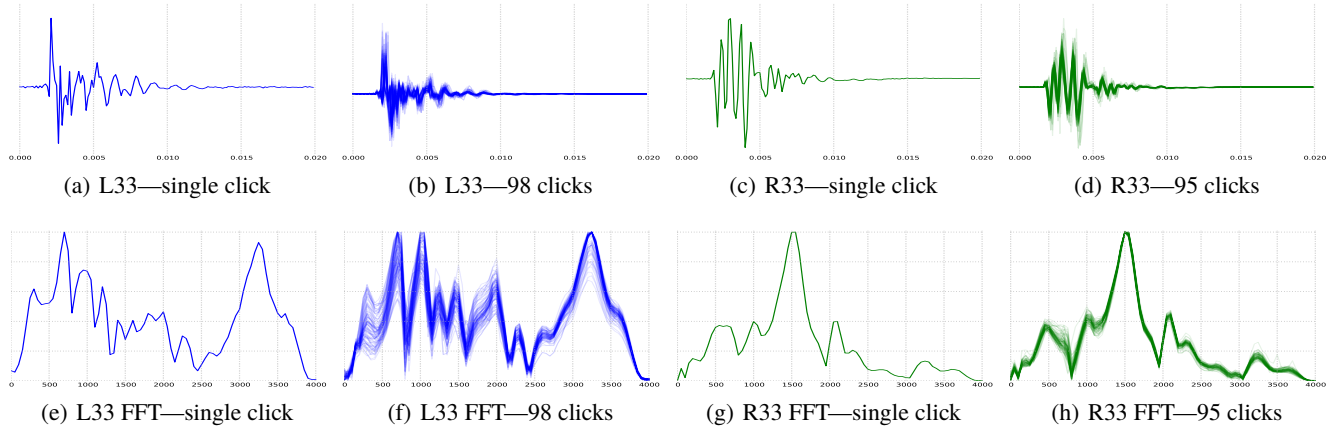 0.000 0.005 0.010 0.015 0.020 0.000 0.005 0.010 0.015 0.020 0.000 0.005 0.010 0.015 0.020 0.000 0.005 0.010 0.015 0.020
(a) L33—single click (b) L33—98 clicks (c) R33—single click (d) R33—95 clicks
0 500 1000 1500 2000 2500 3000 3500 4000 0 500 1000 1500 2000 2500 3000 3500 4000 0 500 1000 1500 2000 2500 3000 3500 4000 0 500 1000 1500 2000 2500 3000 3500 4000
(e) L33 FFT—single click (f) L33 FFT—98 clicks (g) R33 FFT—single click (h) R33 FFT—95 clicks